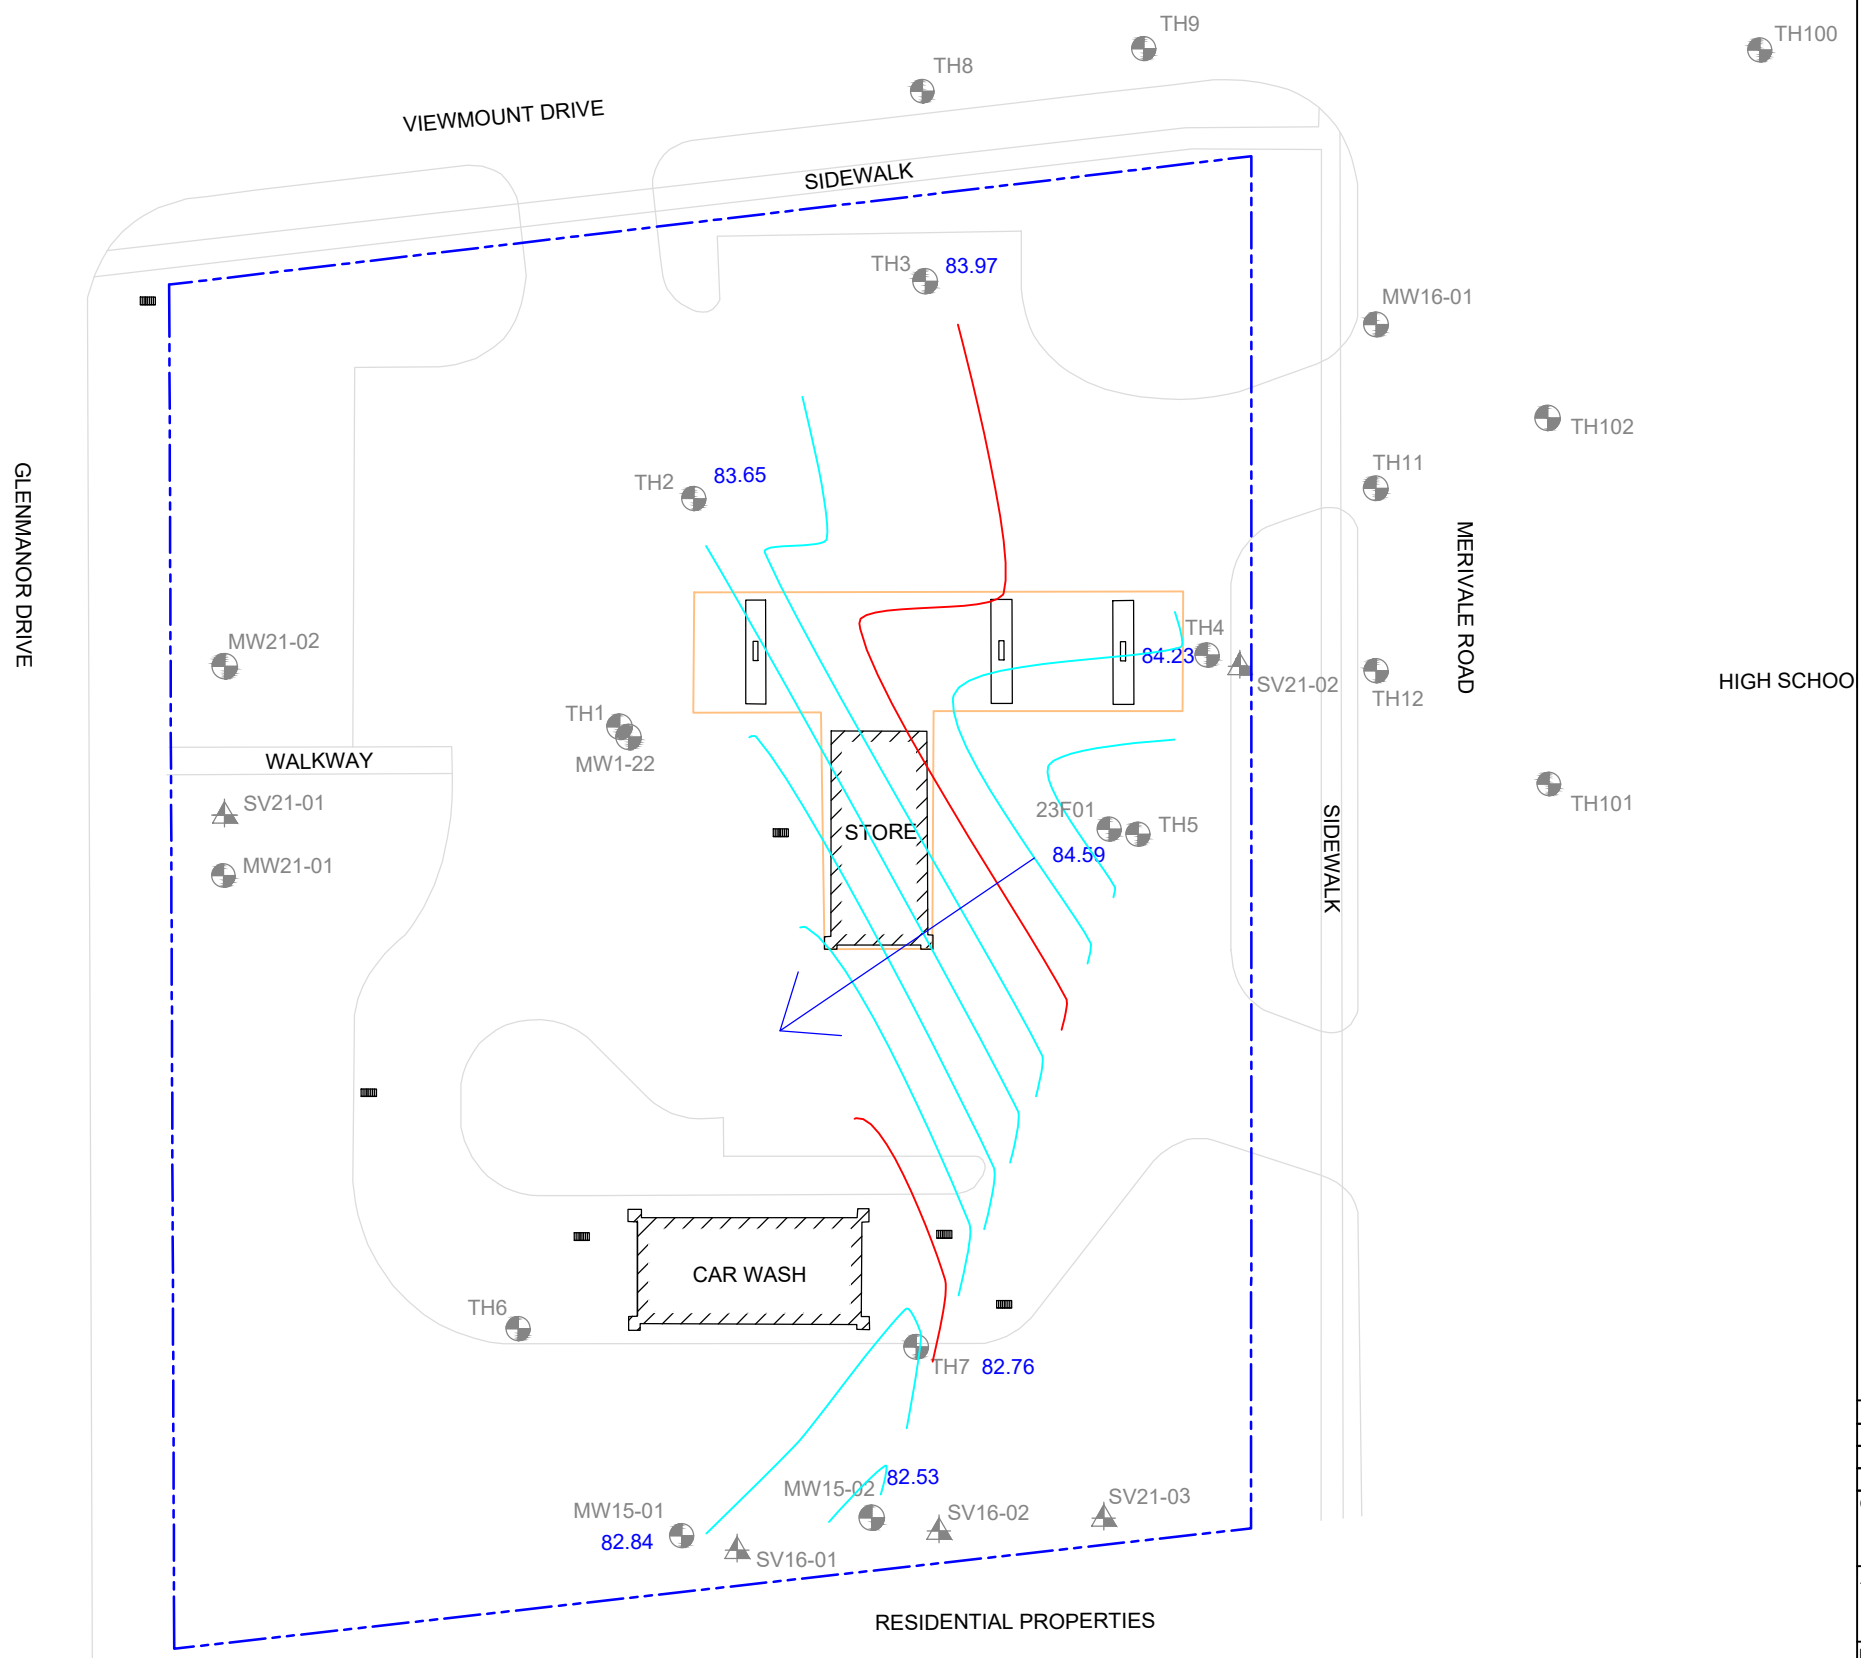 TH9
TH100
TH8
VIEWMOUNT DRIVE
SIDEWALK
TH3
83.97
MW16-01
TH102
TH11
TH2
83.65
GLENMANOR DRIVE
MERIVALE ROAD
MW21-02
TH4
84.23
SV21-02
TH12
HIGH SCHOO
TH1
MW1-22
WALKWAY
SV21-01
23F01
TH5
TH101
STORE
SIDEWALK
84.59
MW21-01
CAR WASH
TH6
TH7
82.76
82.53
MW15-02
MW15-01
82.84
SV16-02
SV21-03
SV16-01
RESIDENTIAL PROPERTIES